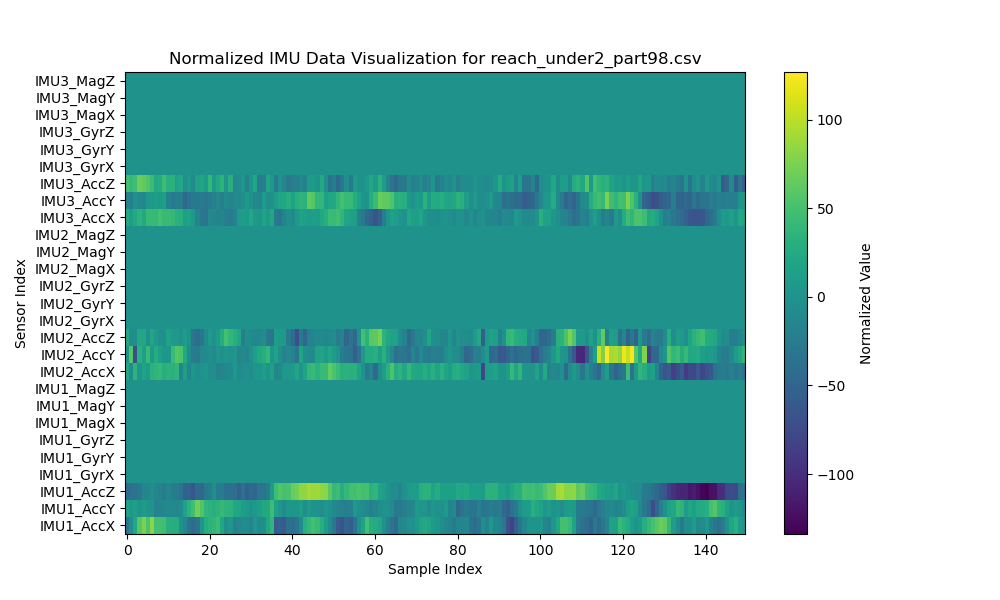 Normalized IMU Data Visualization for reach_under2_part98.csv
IMU3_MagZ
IMU3_MagY
IMU3_MagX
IMU3_GyrZ
IMU3_GyrY
IMU3_GyrX
IMU3_AccZ
IMU3_AccY
IMU3_AccX
IMU2_MagZ
IMU2_MagY
IMU2_MagX
IMU2_GyrZ
IMU2_GyrY
IMU2_GyrX
IMU2_AccZ
IMU2_AccY
IMU2_AccX
IMU1_MagZ
IMU1_MagY
IMU1_MagX
IMU1_GyrZ
IMU1_GyrY
IMU1_GyrX
IMU1_AccZ
IMU1_AccY
IMU1_AccX
Sensor Index
0 20 40 60 80 100 120 140
Sample Index
100
50
0
−50
−100
Normalized Value